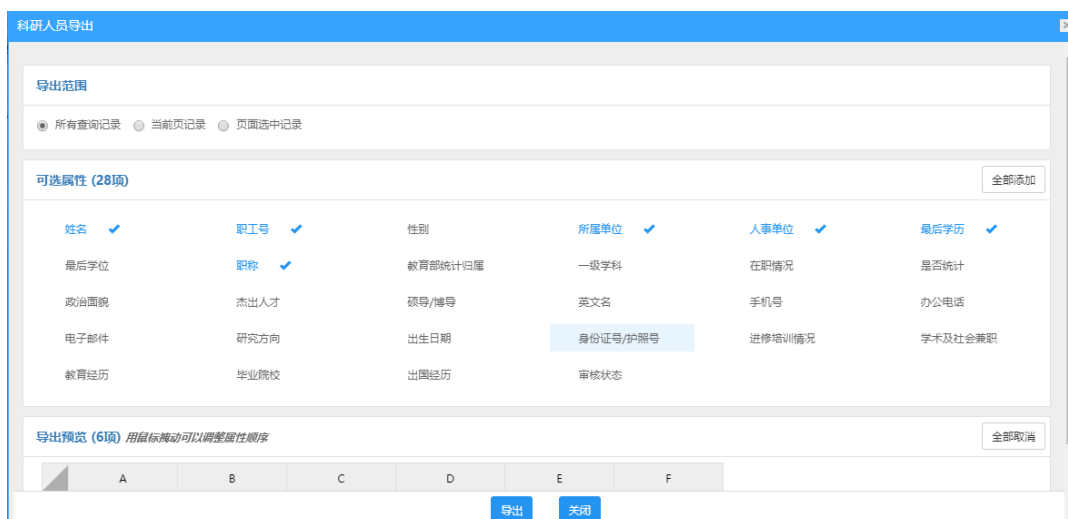 科研人员导出
导出范围
所有查询记录 当前页记录 页面选中记录
可选属性 (28项) 全部添加
姓名 职工号 性别 所属单位 人事单位 最后学历
最后学位 职称 教育部统计归属 一级学科 在职情况 是否统计
政治面貌 杰出人才 硕导/博导 英文名 手机号 办公电话
电子邮件 研究方向 出生日期 身份证号/护照号 进修培训情况 学术及社会兼职
教育经历 毕业院校 出国经历 审核状态
导出预览 (6项) 用鼠标拖动可以调整属性顺序 全部取消
A B C D E F
导出 关闭